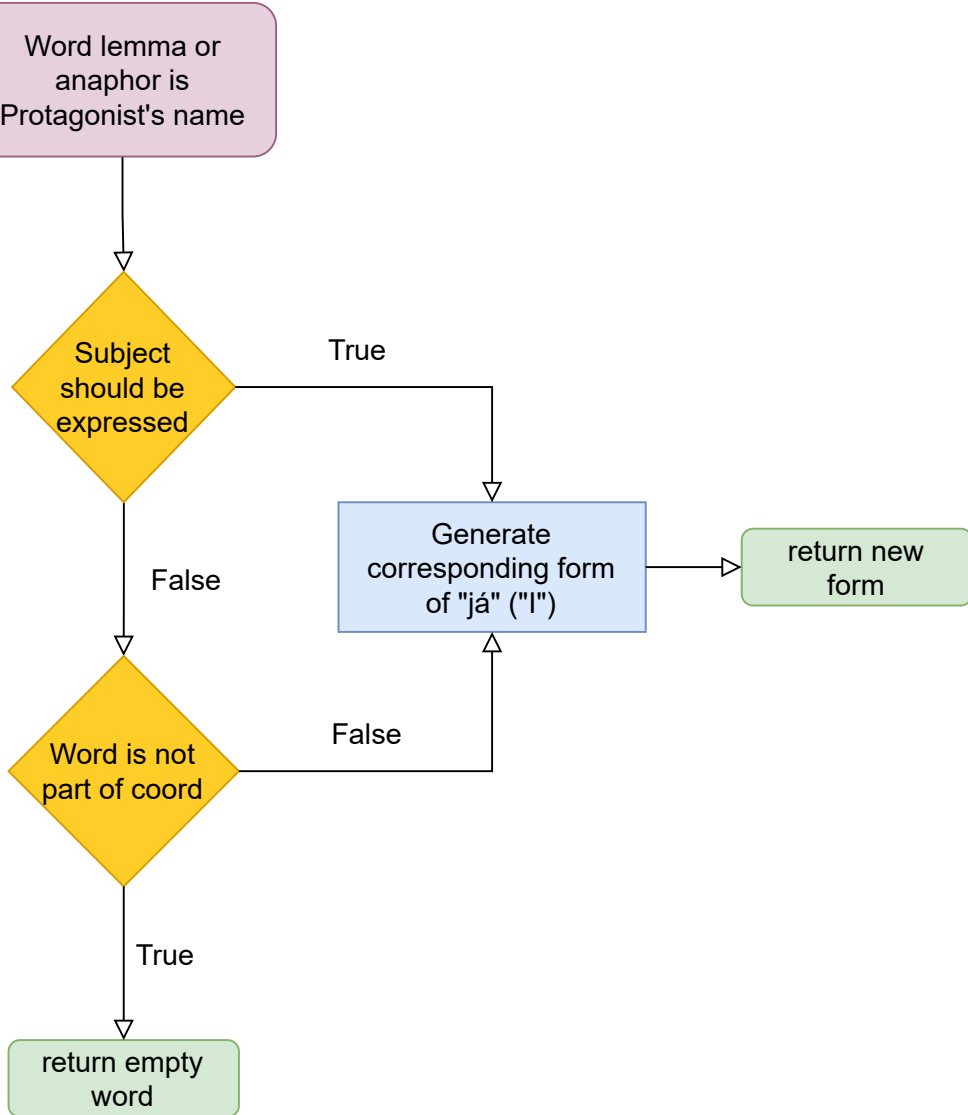 Word lemma or
anaphor is
Protagonist's name
Subject
should be
expressed
True
False
Generate
corresponding form
of "já" ("I")
return new
form
Word is not
part of coord
False
True
return empty
word